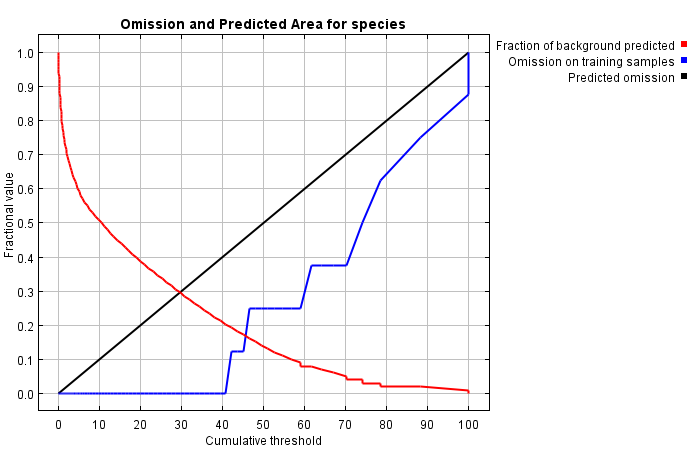 Omission and Predicted Area for species
Fraction of background predicted
Omission on training samples
Predicted omission
Fractional value
1.0
0.9
0.8
0.7
0.6
0.5
0.4
0.3
0.2
0.1
0.0
0 10 20 30 40 50 60 70 80 90 100
Cumulative threshold